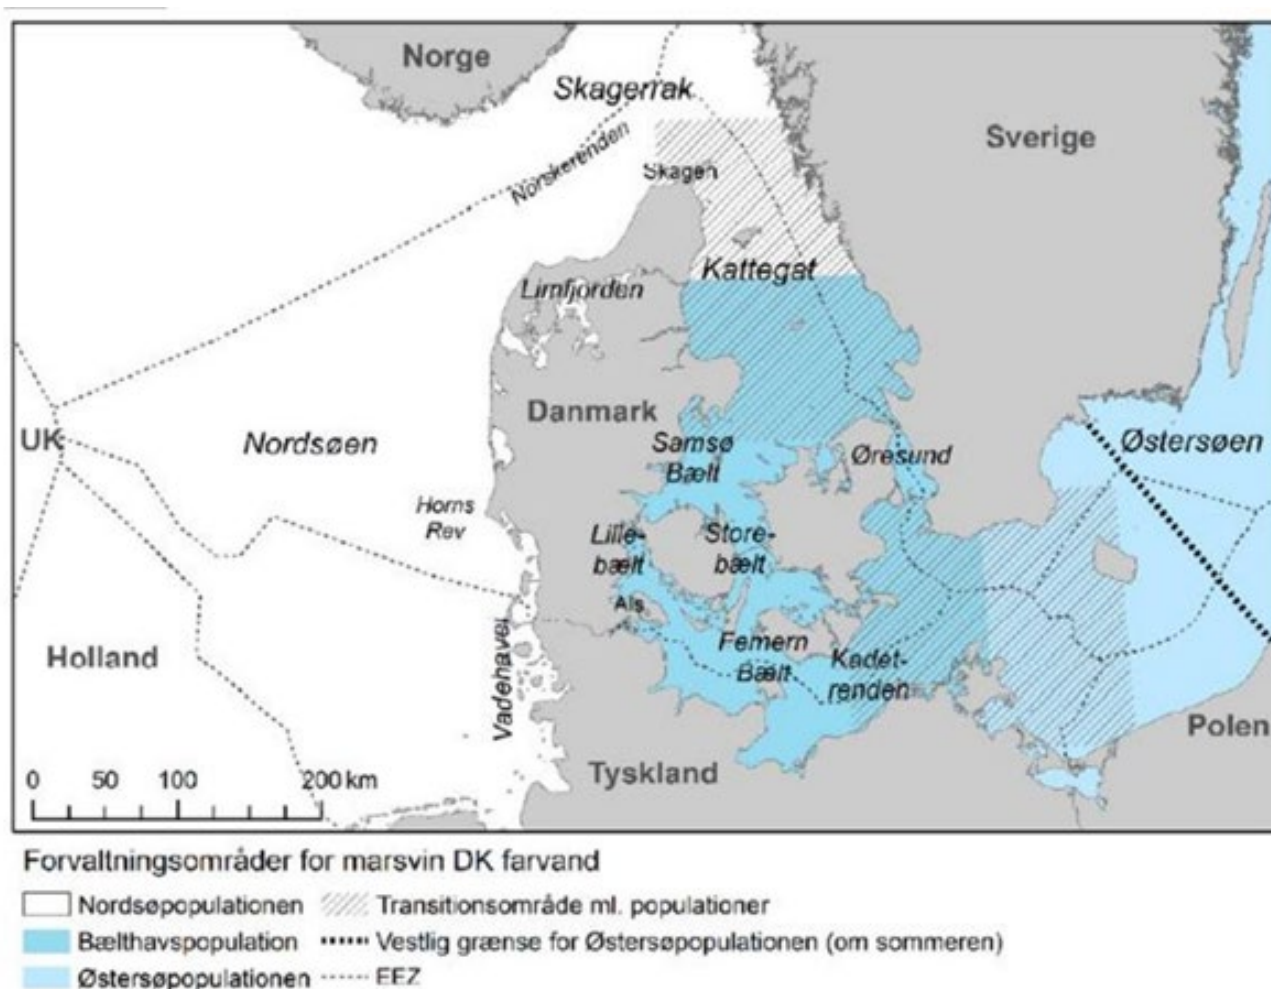 Norge
Skagerrak
Sverige
Norskerenden
Skagen
Kattegat
Limfjorden
Danmark
UK
Nordsøen
Samsø
Bælt
Øresund
Østersøen
Horns
Rev
Lille-
bælt
Store-
bælt
Als
Holland
Vadehavet
Femern
Bælt
Kadet-
renden
Polen
Tyskland
0 50 100 200 km
Forvaltningsområder for marsvin DK farvand
Nordsøpopulationen
Transitionsområde ml. populationer
Bælthavspopulation
Vestlig grænse for Østersøpopulationen (om sommeren)
Østersøpopulationen
EEZ